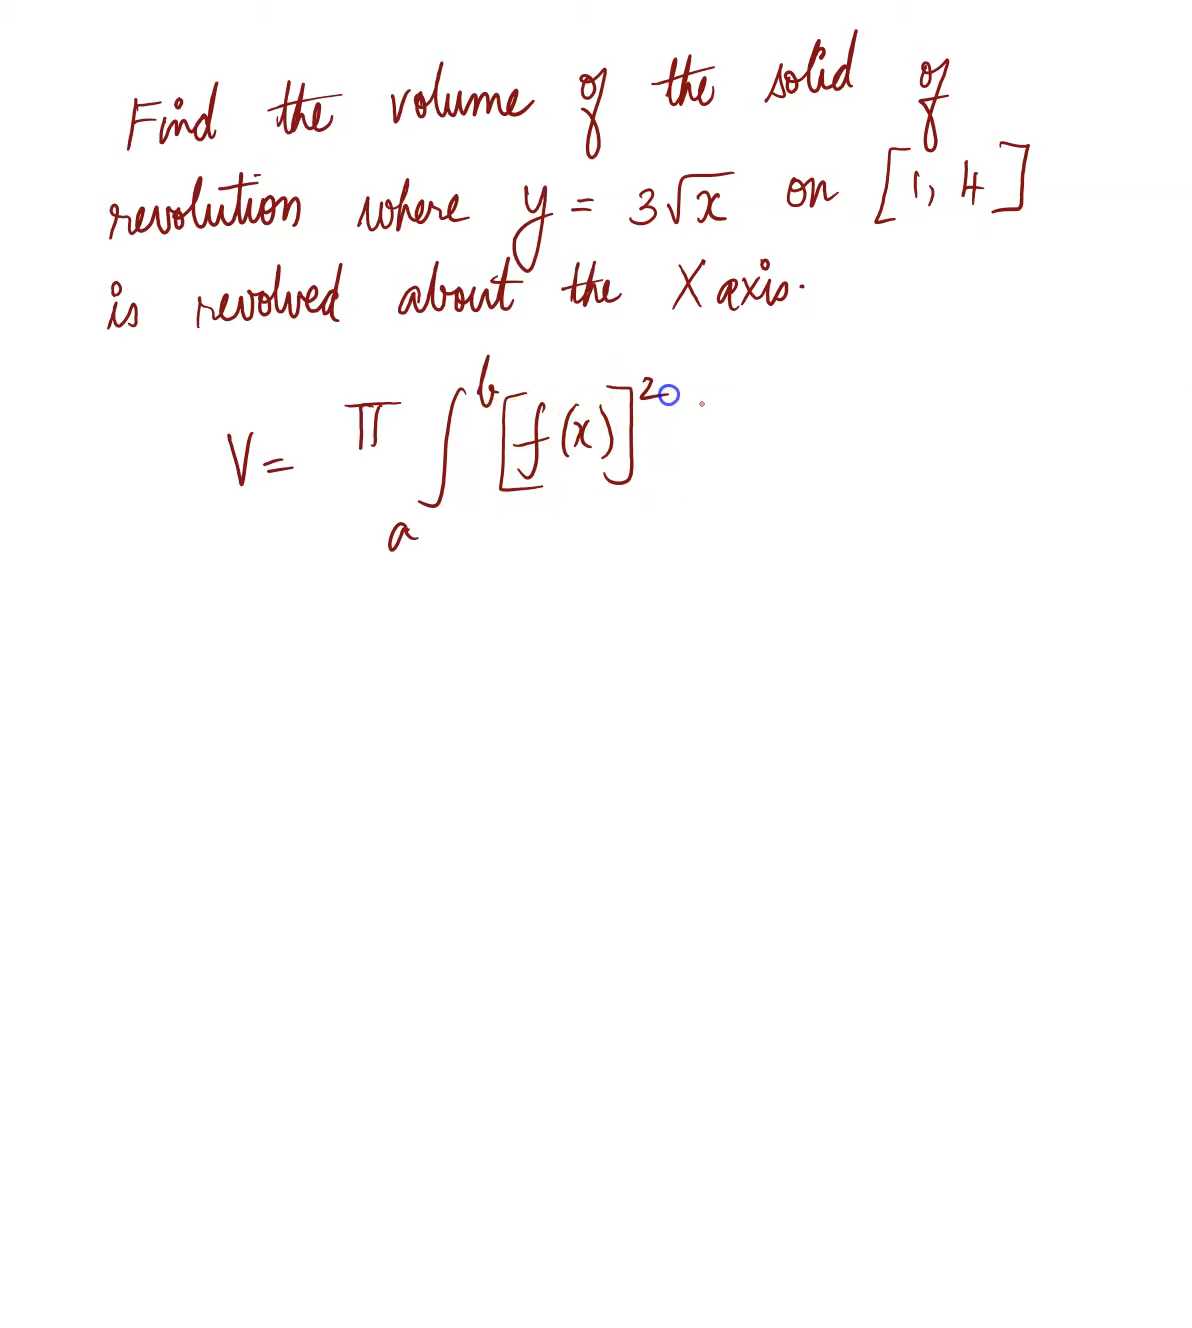 Find the volume of the solid of
revolution where y = 3√x on [1, 4]
is revolved about the X axis.
V = π ∫_a^b [f(x)]^2